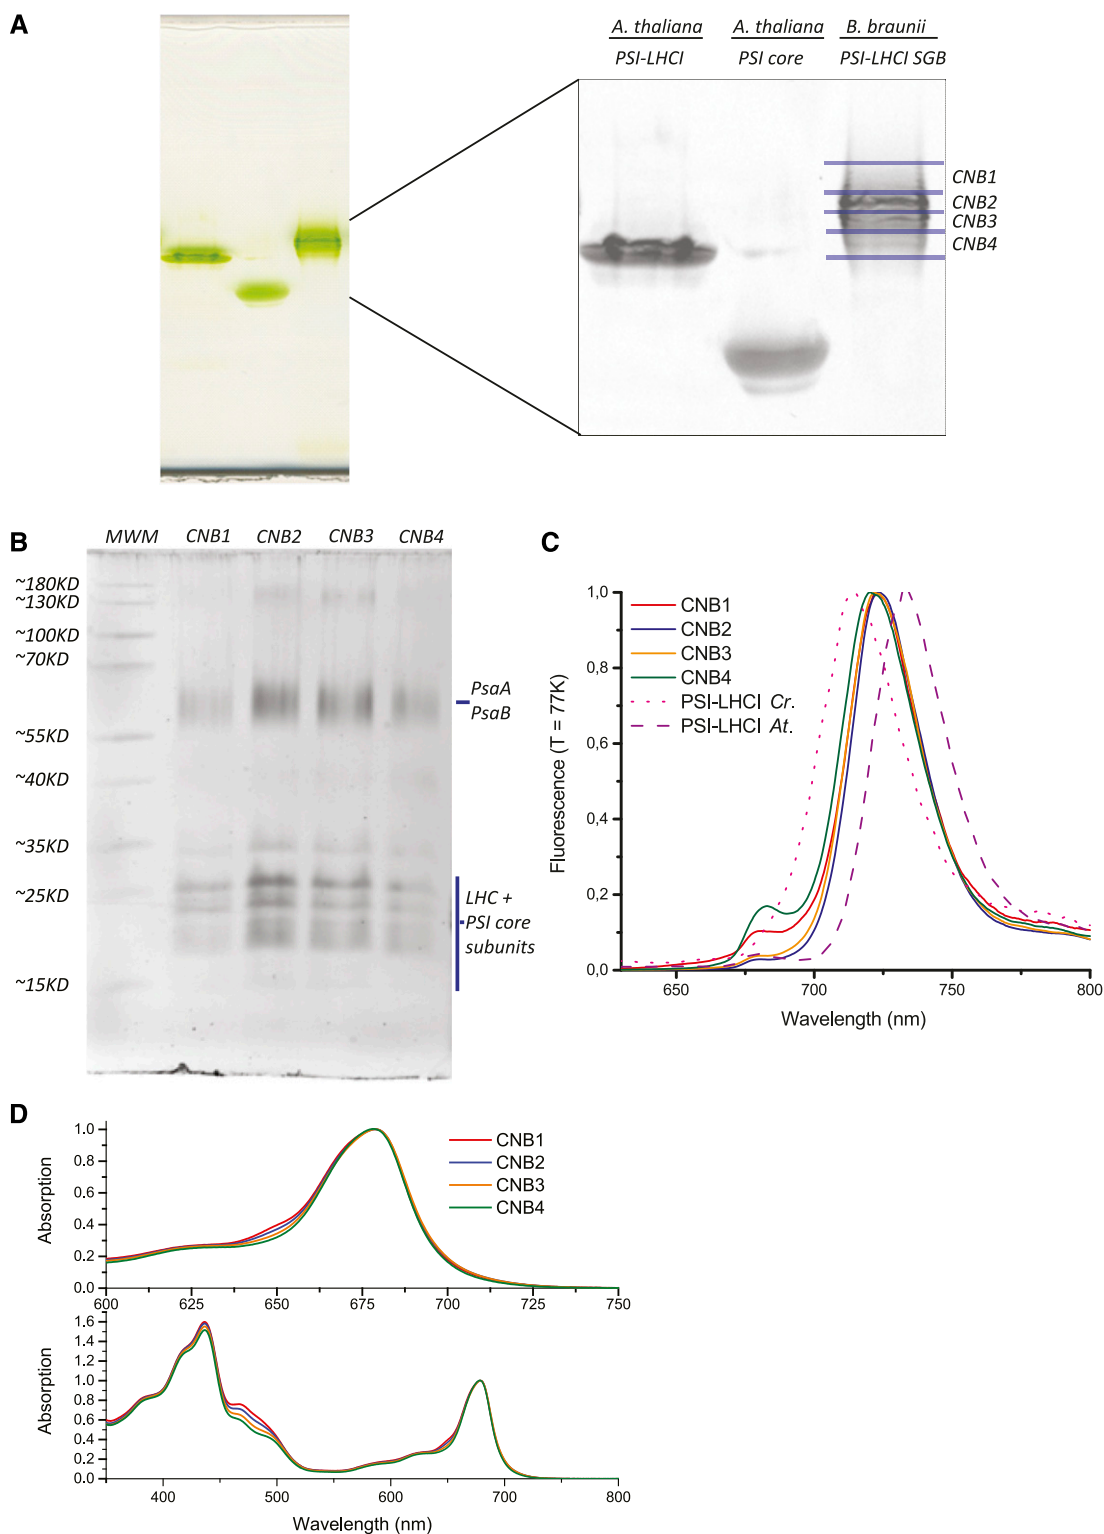 A
A. thaliana A. thaliana B. braunii
PSI-LHCI PSI core PSI-LHCI SGB
CNB1
CNB2
CNB3
CNB4
B
MWM CNB1 CNB2 CNB3 CNB4
~180KD
~130KD
~100KD
~70KD
~55KD
~40KD
~35KD
~25KD
~15KD
PsaA
PsaB
LHC +
PSI core
subunits
C
Fluorescence (T = 77K)
1,0
0,8
0,6
0,4
0,2
0,0
CNB1
CNB2
CNB3
CNB4
PSI-LHCI Cr.
PSI-LHCI At.
650 700 750 800
Wavelength (nm)
D
Absorption
1.0
0.8
0.6
0.4
0.2
0.0
CNB1
CNB2
CNB3
CNB4
600 625 650 675 700 725 750
Absorption
1.6
1.4
1.2
1.0
0.8
0.6
0.4
0.2
0.0
400 500 600 700 800
Wavelength (nm)